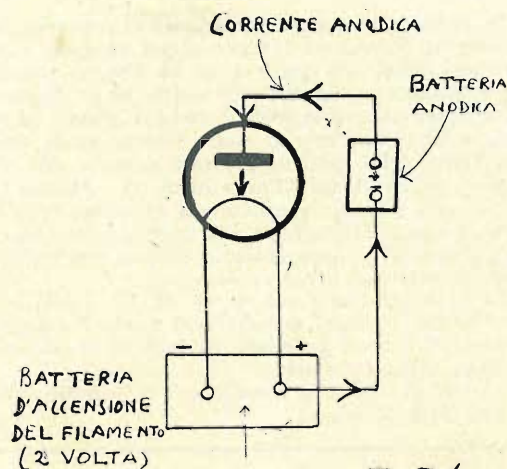 CORRENTE ANODICA
BATTERIA
ANODICA
- +
BATTERIA
D'ACCENSIONE
DEL FILAMENTO
(2 VOLTA)